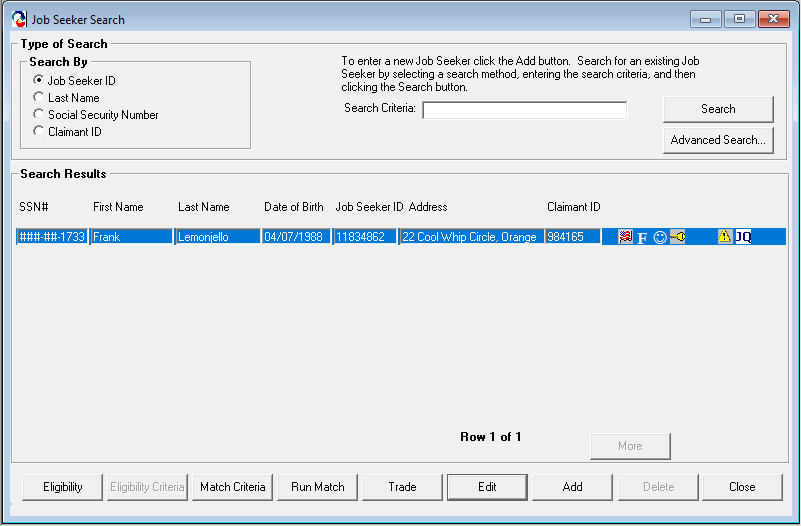 Job Seeker Search
Type of Search
Search By
Job Seeker ID
Last Name
Social Security Number
Claimant ID
To enter a new Job Seeker click the Add button. Search for an existing Job
Seeker by selecting a search method, entering the search criteria, and then
clicking the Search button.
Search Criteria:
Search
Advanced Search...
Search Results
SSN# First Name Last Name Date of Birth Job Seeker ID Address Claimant ID
###-##-1733 Frank Lemonjello 04/07/1988 11834862 22 Cool Whip Circle, Orange 984165 F JQ
Row 1 of 1
More
Eligibility Eligibility Criteria Match Criteria Run Match Trade Edit Add Delete Close